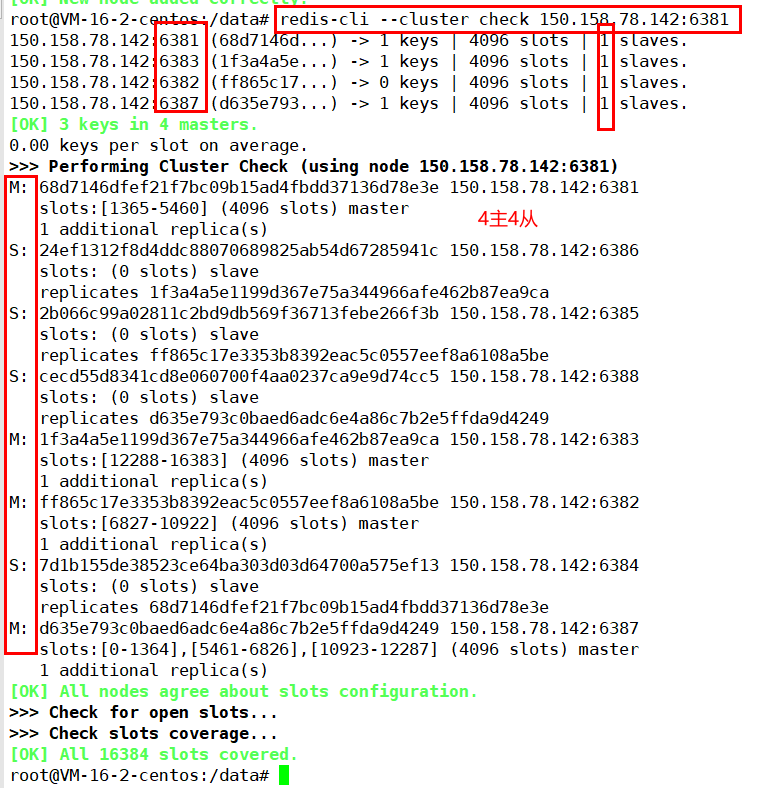 [OK] New node added correctly.
root@VM-16-2-centos:/data# redis-cli --cluster check 150.158.78.142:6381
150.158.78.142:6381 (68d7146d...) -> 1 keys | 4096 slots | 1 slaves.
150.158.78.142:6383 (1f3a4a5e...) -> 1 keys | 4096 slots | 1 slaves.
150.158.78.142:6382 (ff865c17...) -> 0 keys | 4096 slots | 1 slaves.
150.158.78.142:6387 (d635e793...) -> 1 keys | 4096 slots | 1 slaves.
[OK] 3 keys in 4 masters.
0.00 keys per slot on average.
>>> Performing Cluster Check (using node 150.158.78.142:6381)
M: 68d7146dfef21f7bc09b15ad4fbdd37136d78e3e 150.158.78.142:6381
slots:[1365-5460] (4096 slots) master
4主4从
1 additional replica(s)
S: 24ef1312f8d4ddc88070689825ab54d67285941c 150.158.78.142:6386
slots: (0 slots) slave
replicates 1f3a4a5e1199d367e75a344966afe462b87ea9ca
S: 2b066c99a02811c2bd9db569f36713febe266f3b 150.158.78.142:6385
slots: (0 slots) slave
replicates ff865c17e3353b8392eac5c0557eef8a6108a5be
S: cecd55d8341cd8e060700f4aa0237ca9e9d74cc5 150.158.78.142:6388
slots: (0 slots) slave
replicates d635e793c0baed6adc6e4a86c7b2e5ffda9d4249
M: 1f3a4a5e1199d367e75a344966afe462b87ea9ca 150.158.78.142:6383
slots:[12288-16383] (4096 slots) master
1 additional replica(s)
M: ff865c17e3353b8392eac5c0557eef8a6108a5be 150.158.78.142:6382
slots:[6827-10922] (4096 slots) master
1 additional replica(s)
S: 7d1b155de38523ce64ba303d03d64700a575ef13 150.158.78.142:6384
slots: (0 slots) slave
replicates 68d7146dfef21f7bc09b15ad4fbdd37136d78e3e
M: d635e793c0baed6adc6e4a86c7b2e5ffda9d4249 150.158.78.142:6387
slots:[0-1364],[5461-6826],[10923-12287] (4096 slots) master
1 additional replica(s)
[OK] All nodes agree about slots configuration.
>>> Check for open slots...
>>> Check slots coverage...
[OK] All 16384 slots covered.
root@VM-16-2-centos:/data#